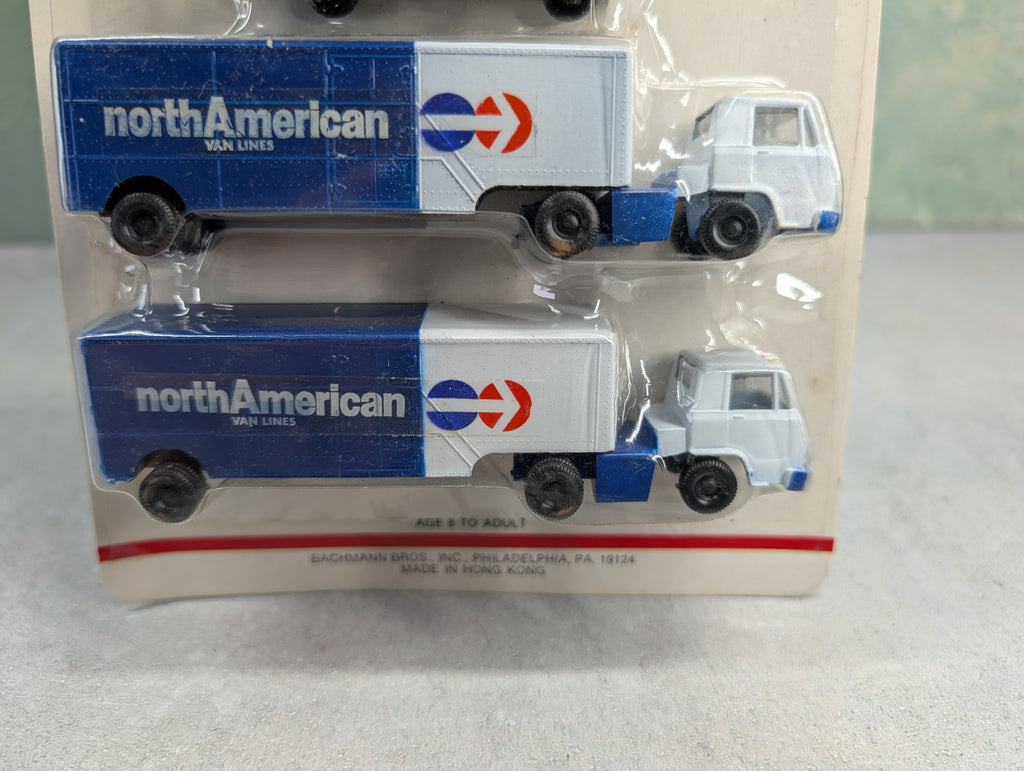 northAmerican
VAN LINES
northAmerican
VAN LINES
AGE 8 TO ADULT
BACHMANN BROS., INC., PHILADELPHIA, PA. 19124
MADE IN HONG KONG